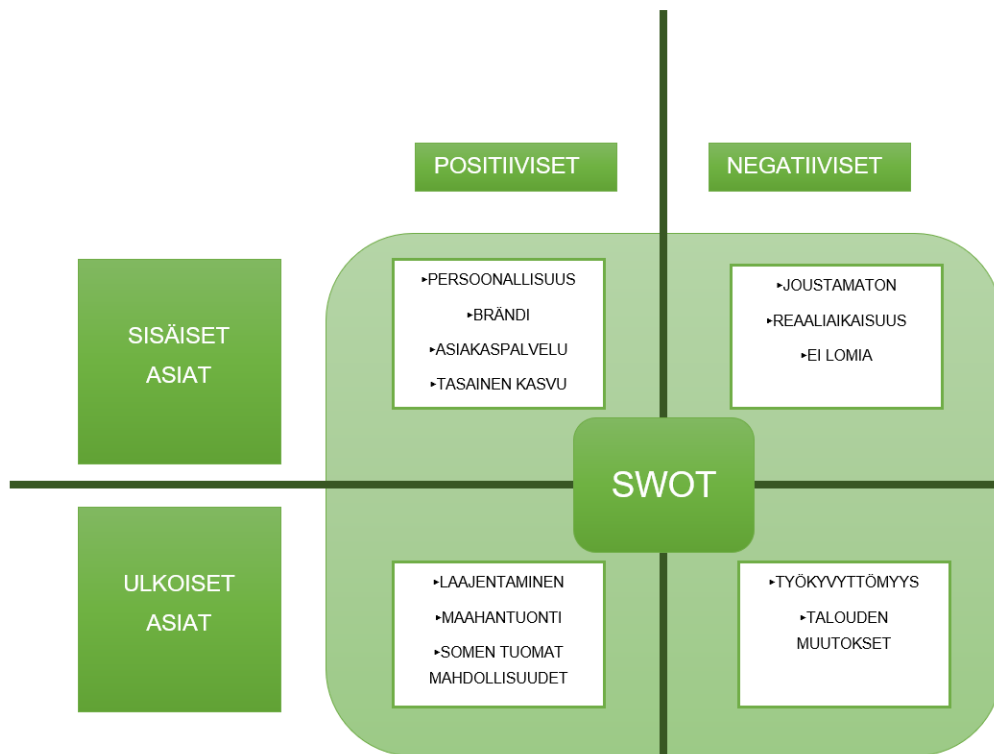 POSITIIVISET
NEGATIIVISET
SISÄISET
ASIAT
▸PERSOONALLISUUS
▸BRÄNDI
▸ASIAKASPALVELU
▸TASAINEN KASVU
▸JOUSTAMATON
▸REAALIAIKAISUUS
▸EI LOMIA
SWOT
ULKOISET
ASIAT
▸LAAJENTAMINEN
▸MAAHANTUONTI
▸SOMEN TUOMAT
MAHDOLLISUUDET
▸TYÖKYVYTTÖMYYS
▸TALOUDEN
MUUTOKSET